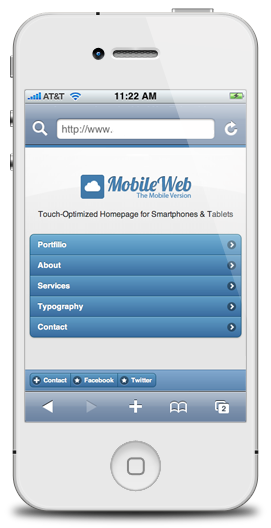 AT&T 11:22 AM
http://www.
MobileWeb
The Mobile Version
Touch-Optimized Homepage for Smartphones & Tablets
Portfilio
About
Services
Typography
Contact
Contact Facebook Twitter
2